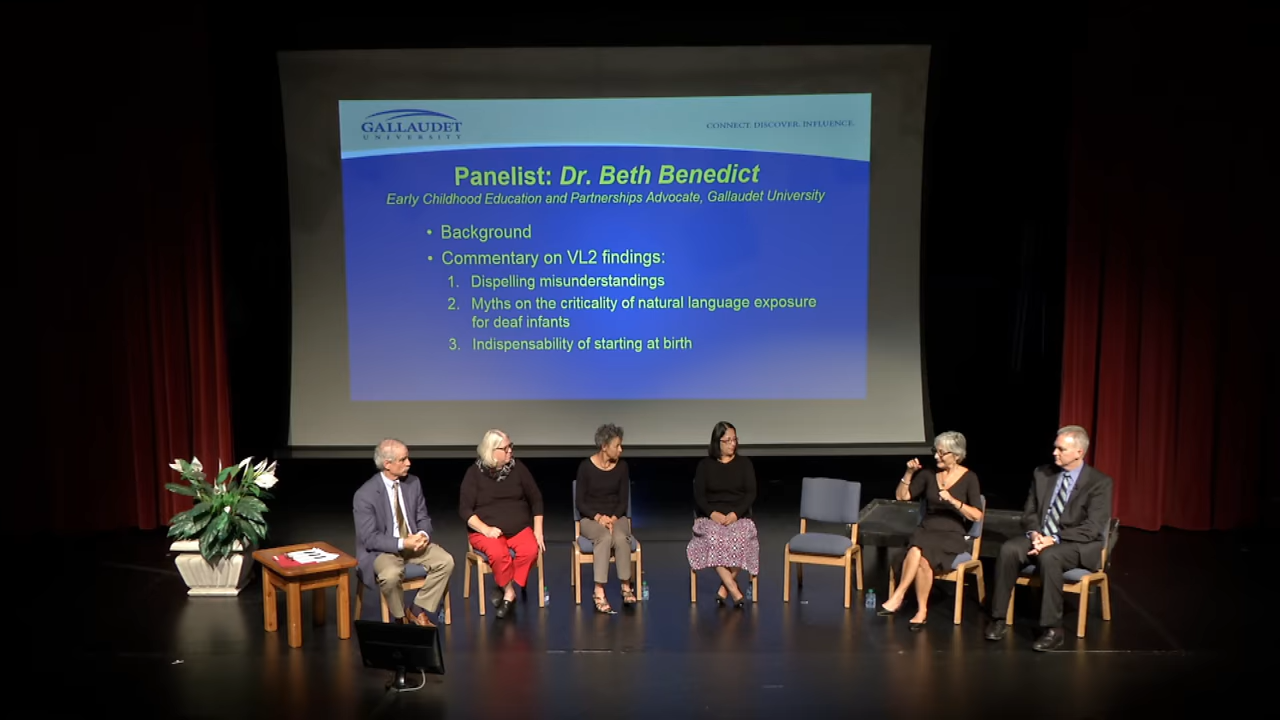 GALLAUDET
UNIVERSITY
CONNECT. DISCOVER. INFLUENCE.
Panelist: Dr. Beth Benedict
Early Childhood Education and Partnerships Advocate, Gallaudet University
• Background
• Commentary on VL2 findings:
1. Dispelling misunderstandings
2. Myths on the criticality of natural language exposure
for deaf infants
3. Indispensability of starting at birth